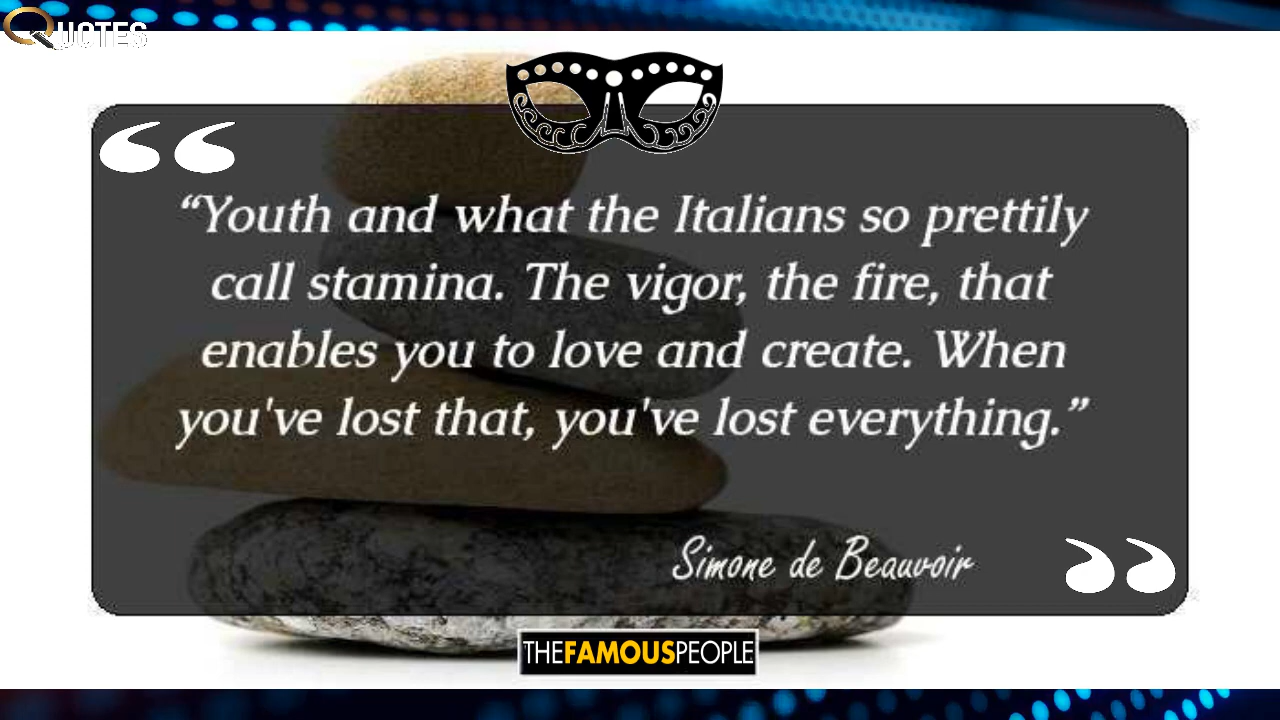 QUOTES
“Youth and what the Italians so prettily
call stamina. The vigor, the fire, that
enables you to love and create. When
you've lost that, you've lost everything.”
Simone de Beauvoir
THEFAMOUSPEOPLE